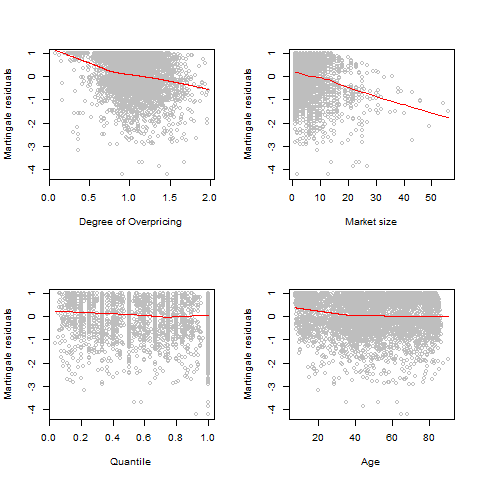 Martingale residuals
1
0
-1
-2
-3
-4
0.0 0.5 1.0 1.5 2.0
Degree of Overpricing
Martingale residuals
1
0
-1
-2
-3
-4
0 10 20 30 40 50
Market size
Martingale residuals
1
0
-1
-2
-3
-4
0.0 0.2 0.4 0.6 0.8 1.0
Quantile
Martingale residuals
1
0
-1
-2
-3
-4
20 40 60 80
Age